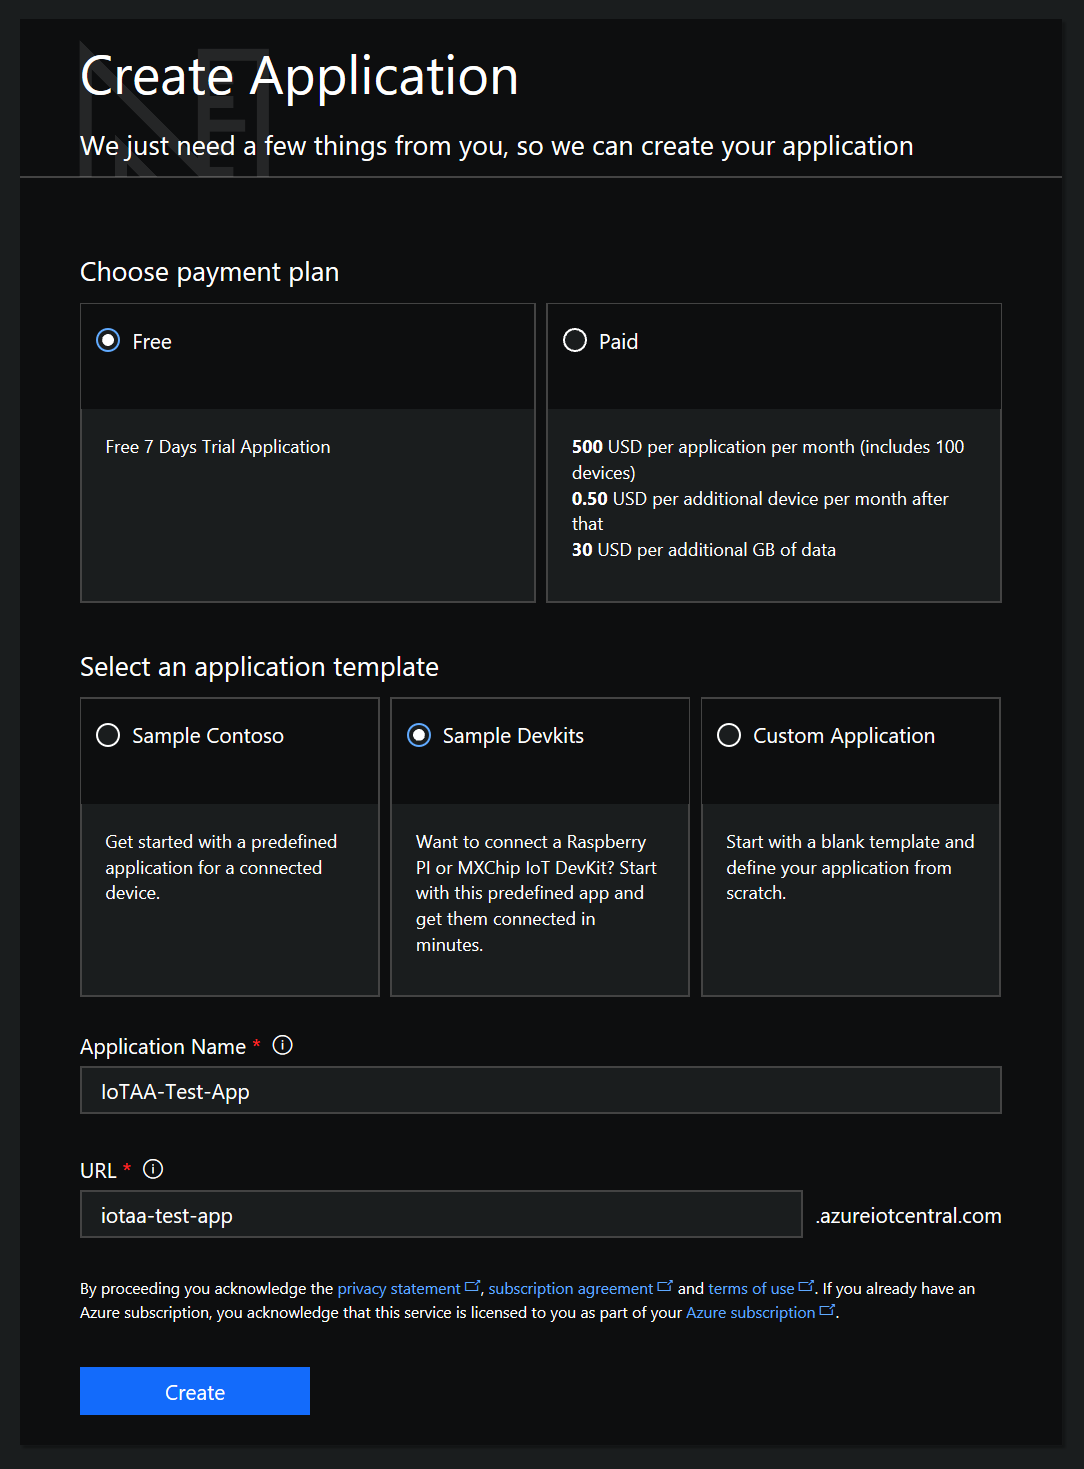 Create Application
We just need a few things from you, so we can create your application
Choose payment plan
Free
Free 7 Days Trial Application
Paid
500 USD per application per month (includes 100
devices)
0.50 USD per additional device per month after
that
30 USD per additional GB of data
Select an application template
Sample Contoso
Get started with a predefined
application for a connected
device.
Sample Devkits
Want to connect a Raspberry
PI or MXChip IoT DevKit? Start
with this predefined app and
get them connected in
minutes.
Custom Application
Start with a blank template and
define your application from
scratch.
Application Name *
IoTAA-Test-App
URL *
iotaa-test-app .azureiotcentral.com
By proceeding you acknowledge the privacy statement, subscription agreement and terms of use. If you already have an
Azure subscription, you acknowledge that this service is licensed to you as part of your Azure subscription.
Create